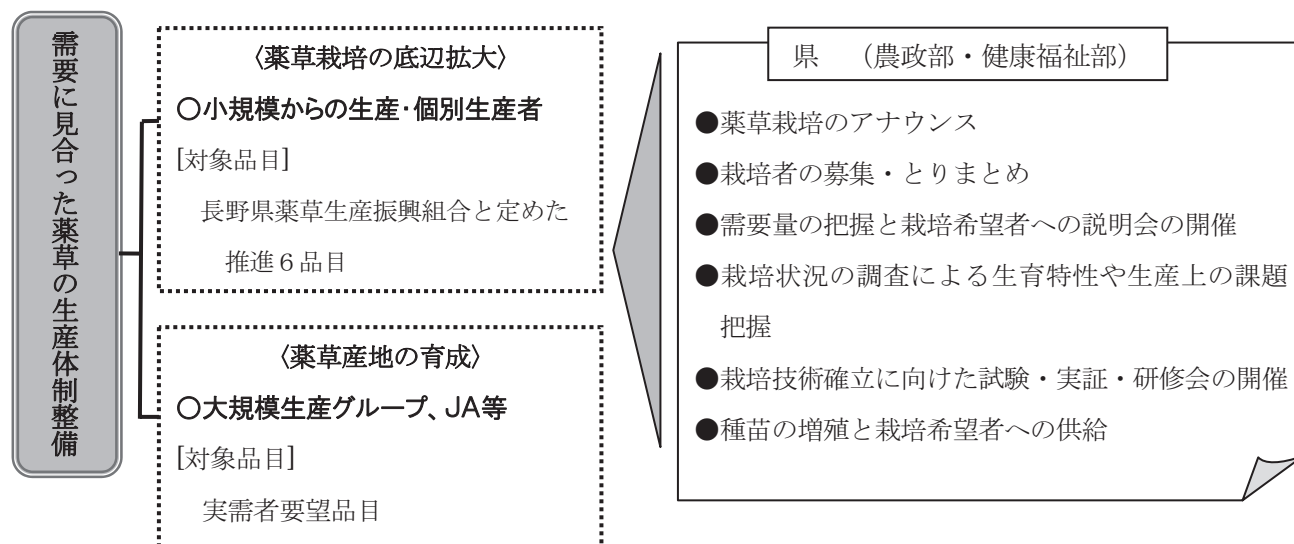 需要に見合った薬草の生産体制整備
〈薬草栽培の底辺拡大〉
○小規模からの生産・個別生産者
[対象品目]
長野県薬草生産振興組合と定めた
推進6品目
〈薬草産地の育成〉
○大規模生産グループ、JA等
[対象品目]
実需者要望品目
県　（農政部・健康福祉部）
●薬草栽培のアナウンス
●栽培者の募集・とりまとめ
●需要量の把握と栽培希望者への説明会の開催
●栽培状況の調査による生育特性や生産上の課題
把握
●栽培技術確立に向けた試験・実証・研修会の開催
●種苗の増殖と栽培希望者への供給